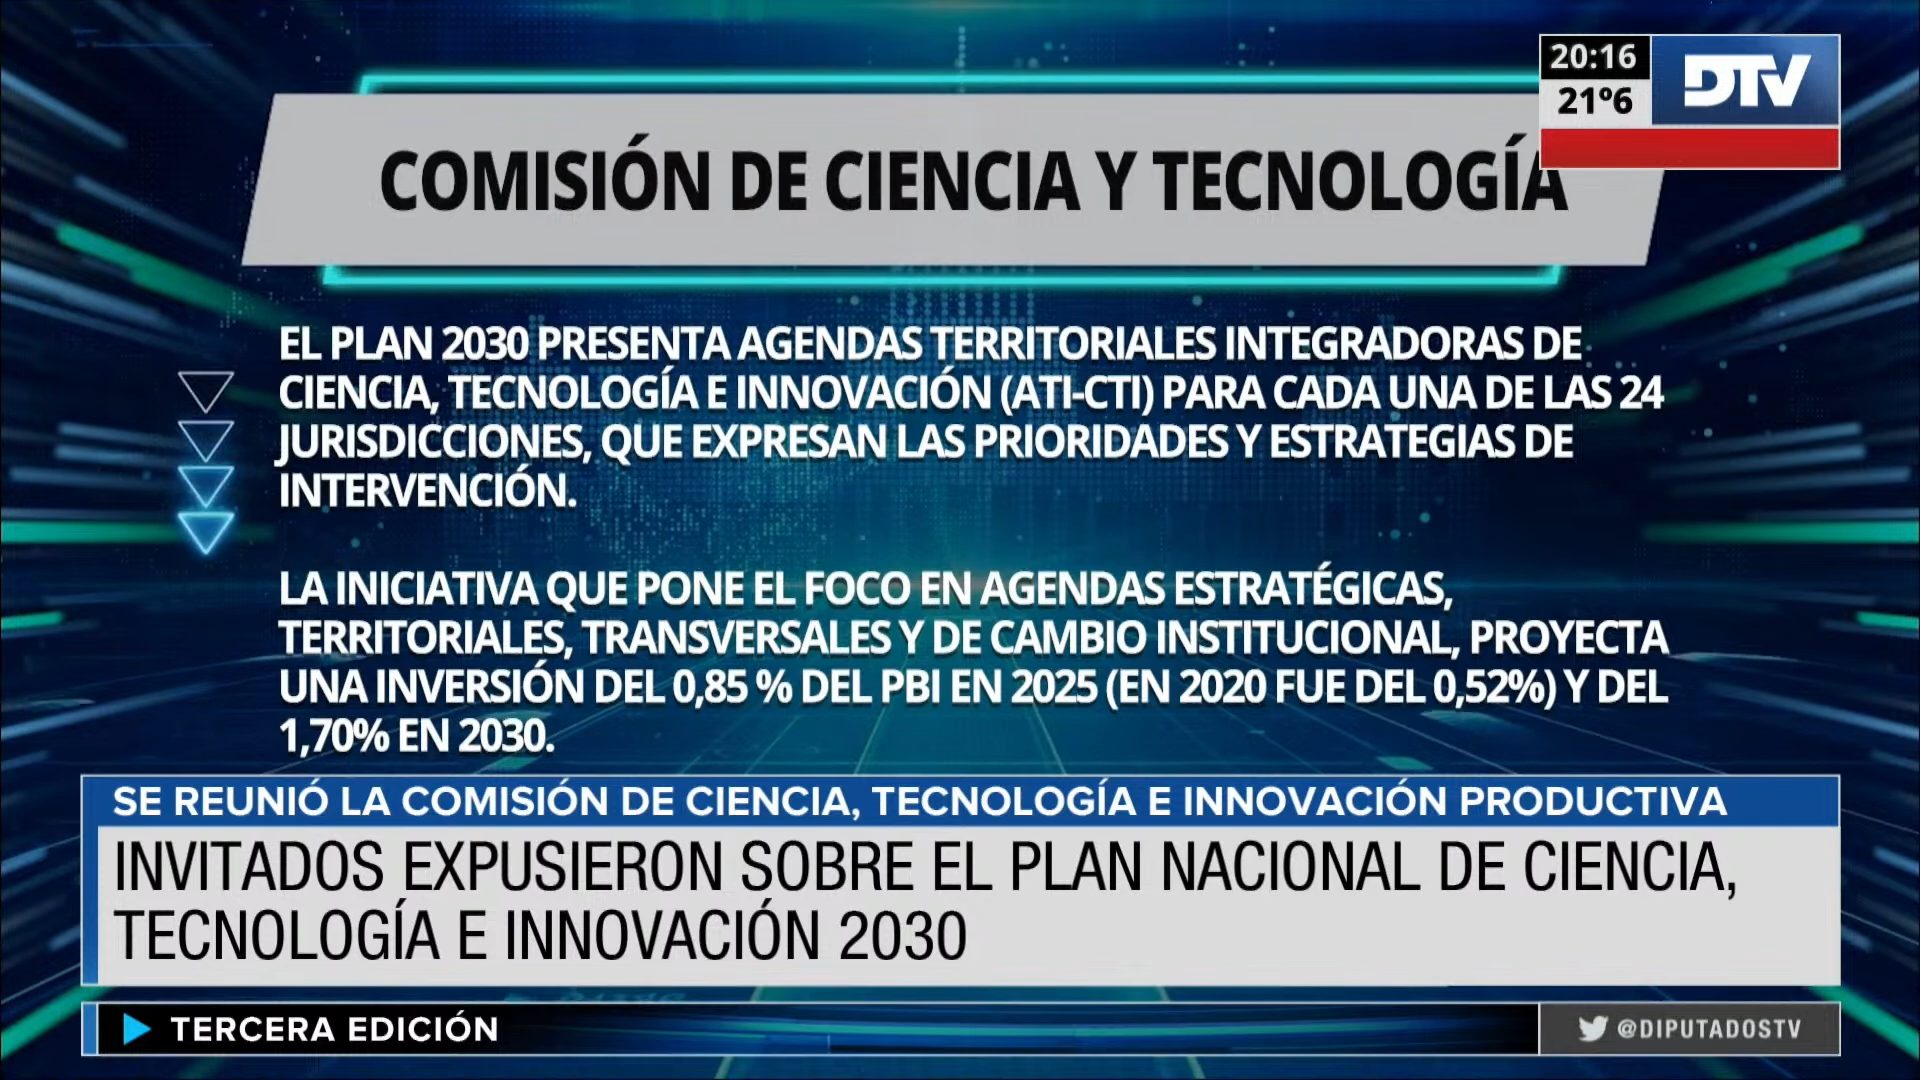 20:16
21º6
DTV
COMISIÓN DE CIENCIA Y TECNOLOGÍA
EL PLAN 2030 PRESENTA AGENDAS TERRITORIALES INTEGRADORAS DE
CIENCIA, TECNOLOGÍA E INNOVACIÓN (ATI-CTI) PARA CADA UNA DE LAS 24
JURISDICCIONES, QUE EXPRESAN LAS PRIORIDADES Y ESTRATEGIAS DE
INTERVENCIÓN.
LA INICIATIVA QUE PONE EL FOCO EN AGENDAS ESTRATÉGICAS,
TERRITORIALES, TRANSVERSALES Y DE CAMBIO INSTITUCIONAL, PROYECTA
UNA INVERSIÓN DEL 0,85 % DEL PBI EN 2025 (EN 2020 FUE DEL 0,52%) Y DEL
1,70% EN 2030.
SE REUNIÓ LA COMISIÓN DE CIENCIA, TECNOLOGÍA E INNOVACIÓN PRODUCTIVA
INVITADOS EXPUSIERON SOBRE EL PLAN NACIONAL DE CIENCIA,
TECNOLOGÍA E INNOVACIÓN 2030
TERCERA EDICIÓN
@DIPUTADOSTV